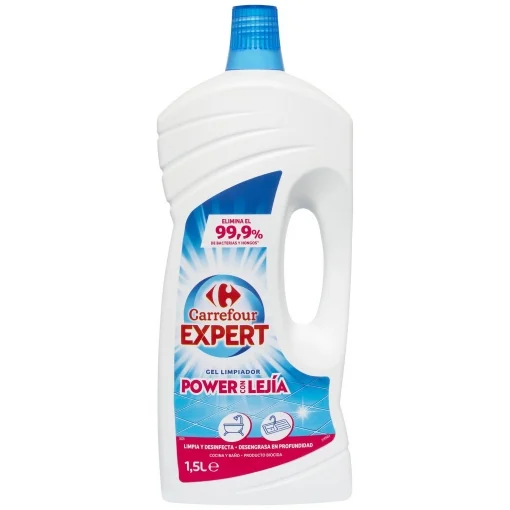 ELIMINA EL
99,9%
DE BACTERIAS Y HONGOS*
Carrefour
EXPERT
GEL LIMPIADOR
POWER CON LEJÍA
LIMPIA Y DESINFECTA • DESENGRASA EN PROFUNDIDAD
COCINA Y BAÑO • PRODUCTO BIOCIDA
1,5L e